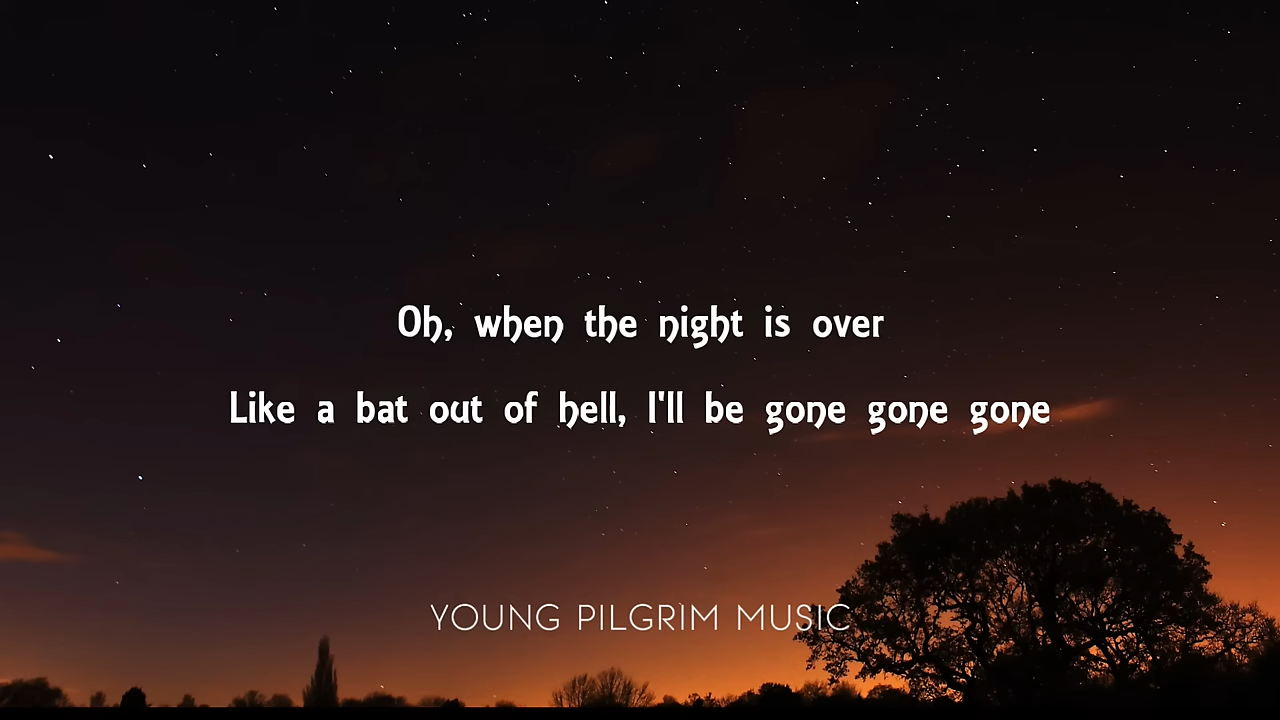 Oh, when the night is over
Like a bat out of hell, I'll be gone gone gone
YOUNG PILGRIM MUSIC